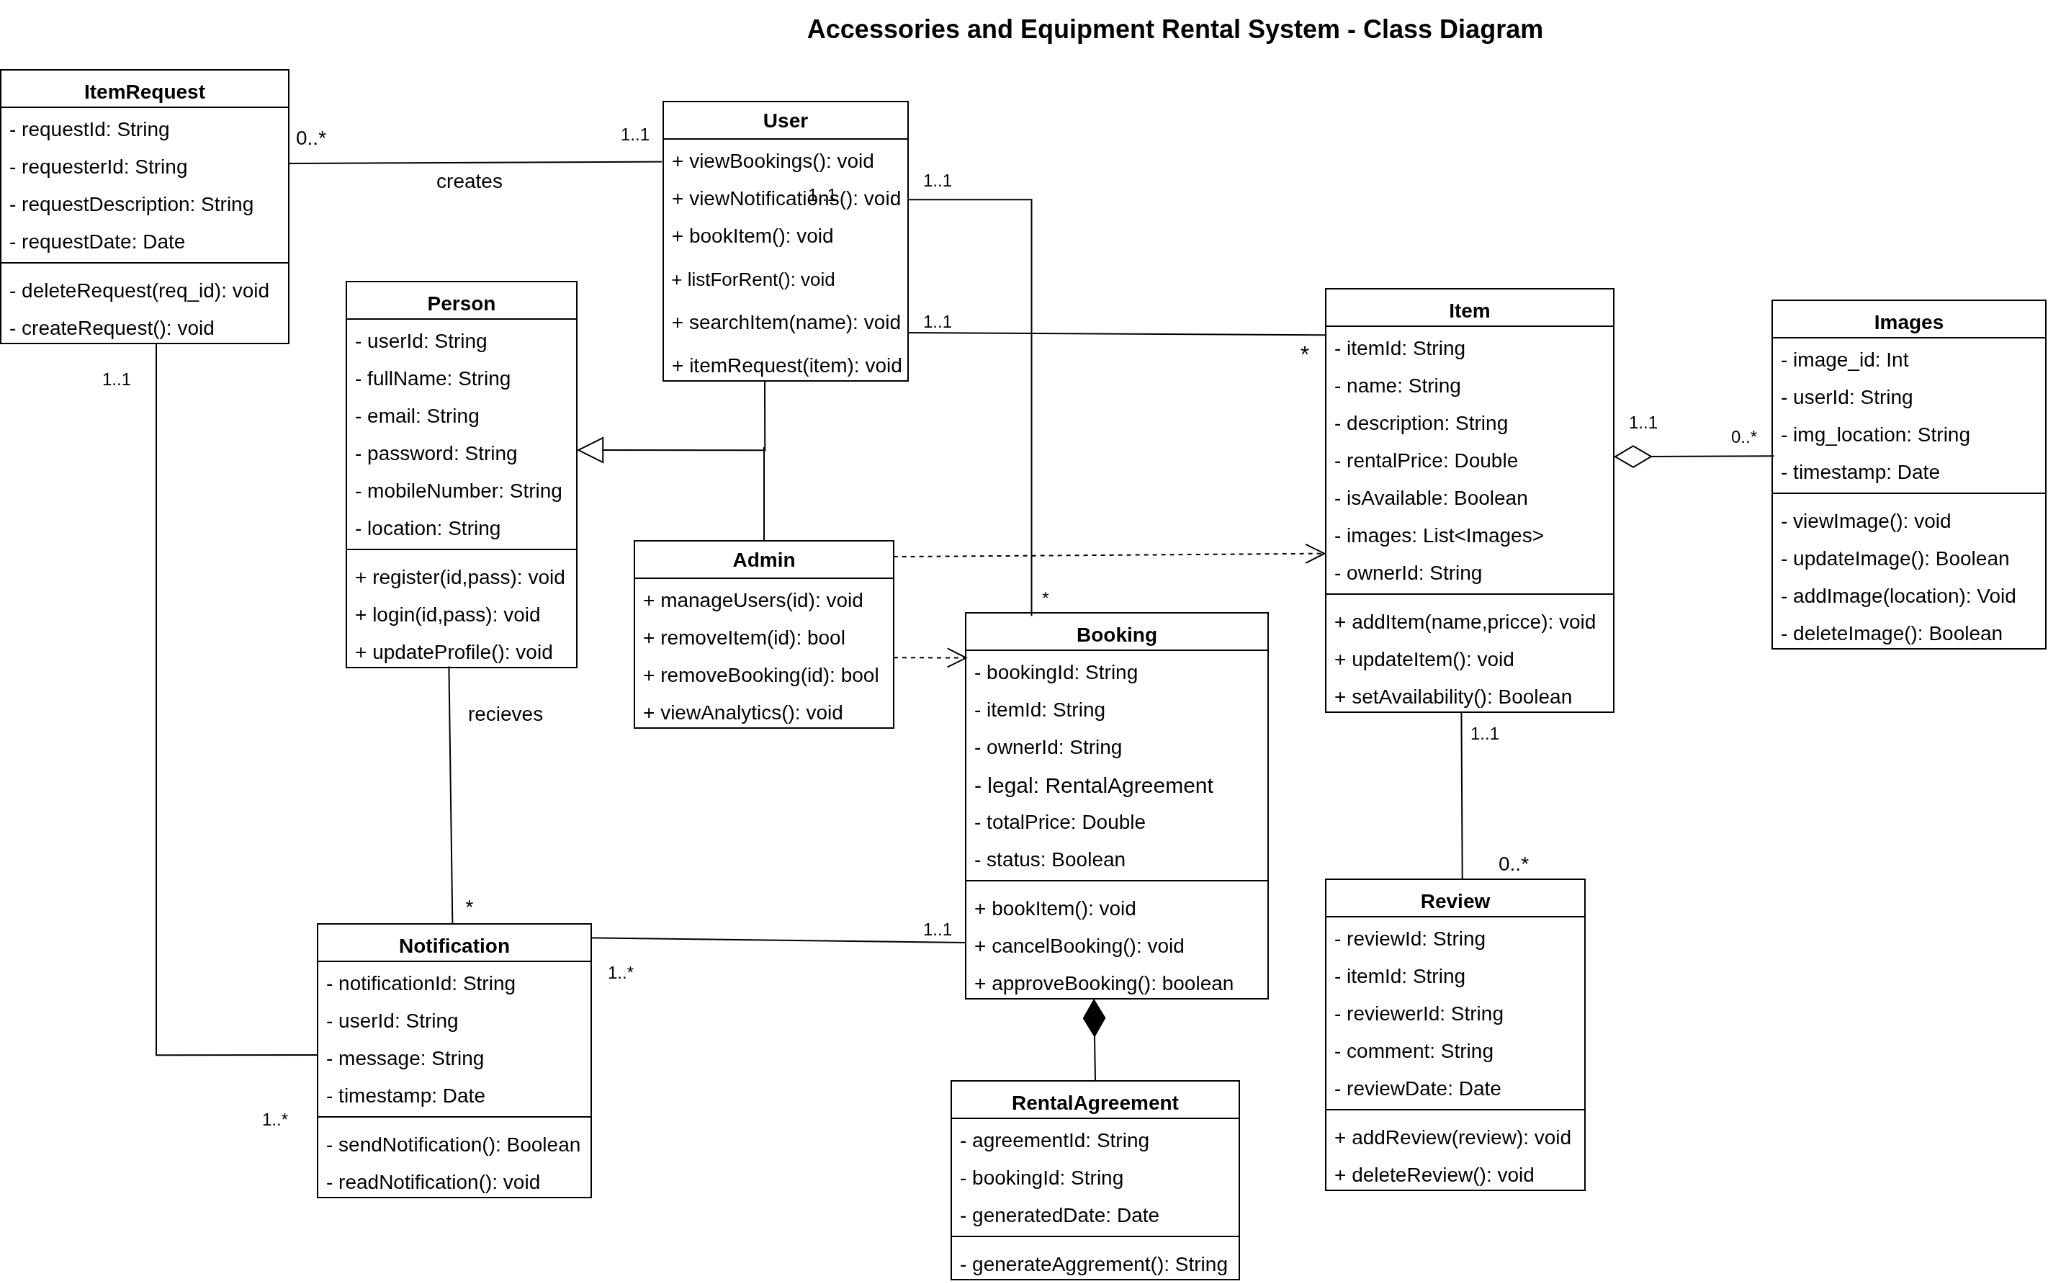 Accessories and Equipment Rental System - Class Diagram
ItemRequest
- requestId: String
- requesterId: String
- requestDescription: String
- requestDate: Date
- deleteRequest(req_id): void
- createRequest(): void
0..*
1..1
creates
1..1
User
+ viewBookings(): void
+ viewNotifications(): void
1..1
+ bookItem(): void
+ listForRent(): void
+ searchItem(name): void
+ itemRequest(item): void
1..1
1..1
*
Person
- userId: String
- fullName: String
- email: String
- password: String
- mobileNumber: String
- location: String
+ register(id,pass): void
+ login(id,pass): void
+ updateProfile(): void
recieves
*
Admin
+ manageUsers(id): void
+ removeItem(id): bool
+ removeBooking(id): bool
+ viewAnalytics(): void
*
Item
- itemId: String
- name: String
- description: String
- rentalPrice: Double
- isAvailable: Boolean
- images: List<Images>
- ownerId: String
+ addItem(name,pricce): void
+ updateItem(): void
+ setAvailability(): Boolean
1..1
0..*
Images
- image_id: Int
- userId: String
- img_location: String
- timestamp: Date
- viewImage(): void
- updateImage(): Boolean
- addImage(location): Void
- deleteImage(): Boolean
Booking
- bookingId: String
- itemId: String
- ownerId: String
- legal: RentalAgreement
- totalPrice: Double
- status: Boolean
+ bookItem(): void
+ cancelBooking(): void
+ approveBooking(): boolean
1..1
0..*
Notification
- notificationId: String
- userId: String
- message: String
- timestamp: Date
- sendNotification(): Boolean
- readNotification(): void
1..*
1..1
1..*
RentalAgreement
- agreementId: String
- bookingId: String
- generatedDate: Date
- generateAggrement(): String
Review
- reviewId: String
- itemId: String
- reviewerId: String
- comment: String
- reviewDate: Date
+ addReview(review): void
+ deleteReview(): void